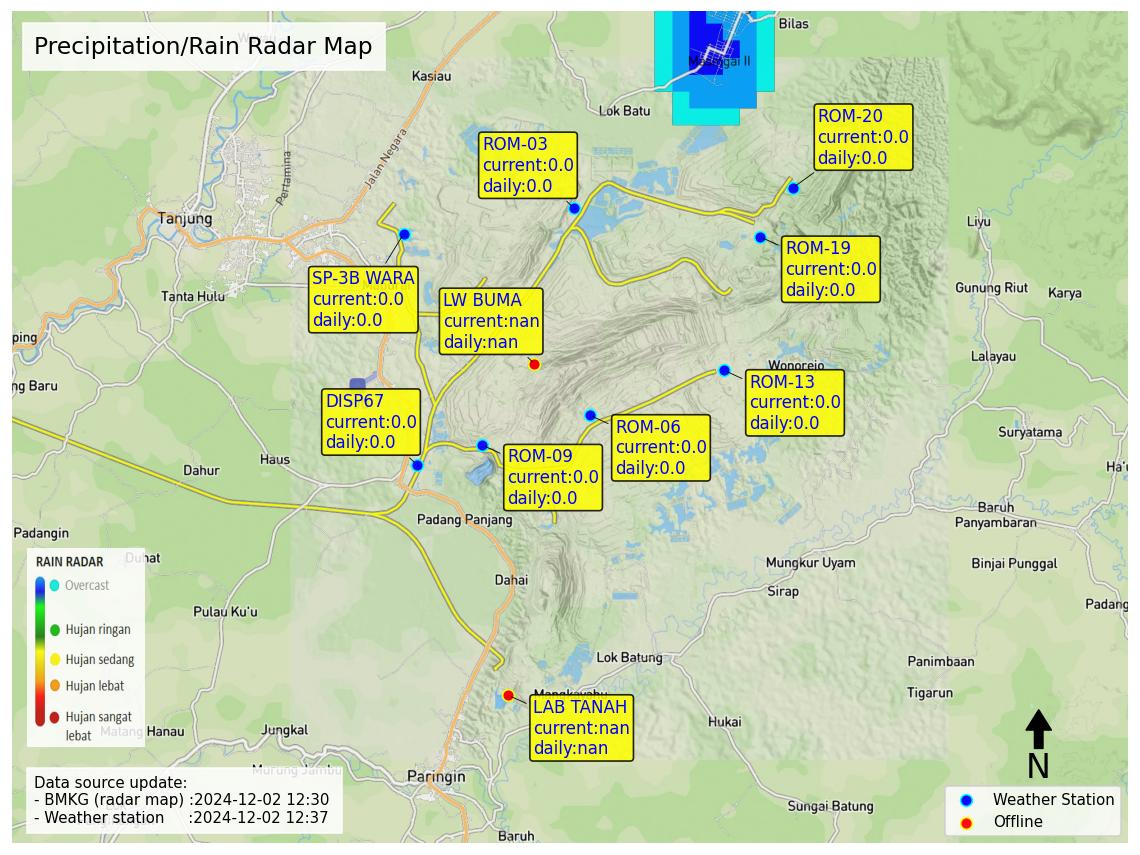 Precipitation/Rain Radar Map
Bilas
Kasiau
Lok Batu
ROM-20
current:0.0
daily:0.0
ROM-03
current:0.0
daily:0.0
Jalan Negara
Pertamina
Tanjung
Liyu
ROM-19
current:0.0
daily:0.0
SP-3B WARA
current:0.0
daily:0.0
LW BUMA
current:nan
daily:nan
Tanta Hulu
Gunung Riut
Karya
ping
Lalayau
Wonorejo
ng Baru
ROM-13
current:0.0
daily:0.0
DISP67
current:0.0
daily:0.0
ROM-06
current:0.0
daily:0.0
Suryatama
ROM-09
current:0.0
daily:0.0
Haus
Dahur
Ha'u
Baruh
Panyambaran
Padang Panjang
Padangin
Duhat
Binjai Punggal
Mungkur Uyam
Dahai
Sirap
Padang
Pulau Ku'u
RAIN RADAR
Overcast
Hujan ringan
Hujan sedang
Hujan lebat
Hujan sangat
lebat
Lok Batung
Panimbaan
Tigarun
Mangkayahu
LAB TANAH
current:nan
daily:nan
Hukai
Matang Hanau
Jungkal
Murung Jambu
Paringin
Sungai Batung
Baruh
Data source update:
- BMKG (radar map) :2024-12-02 12:30
- Weather station :2024-12-02 12:37
N
Weather Station
Offline